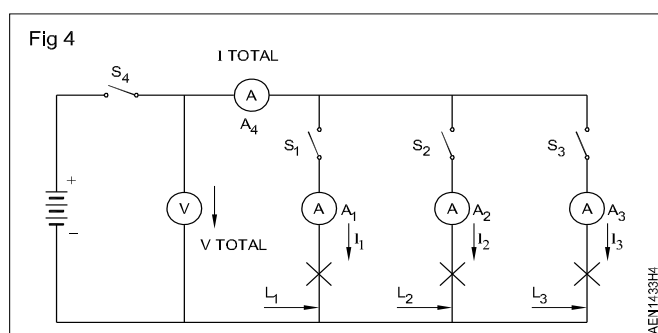 Fig 4
I TOTAL
S4
A
A4
S1
S2
S3
+
V
A
A1
A
A2
A
A3
–
V TOTAL
I1
I2
I3
L1
L2
L3
AEN1433H4